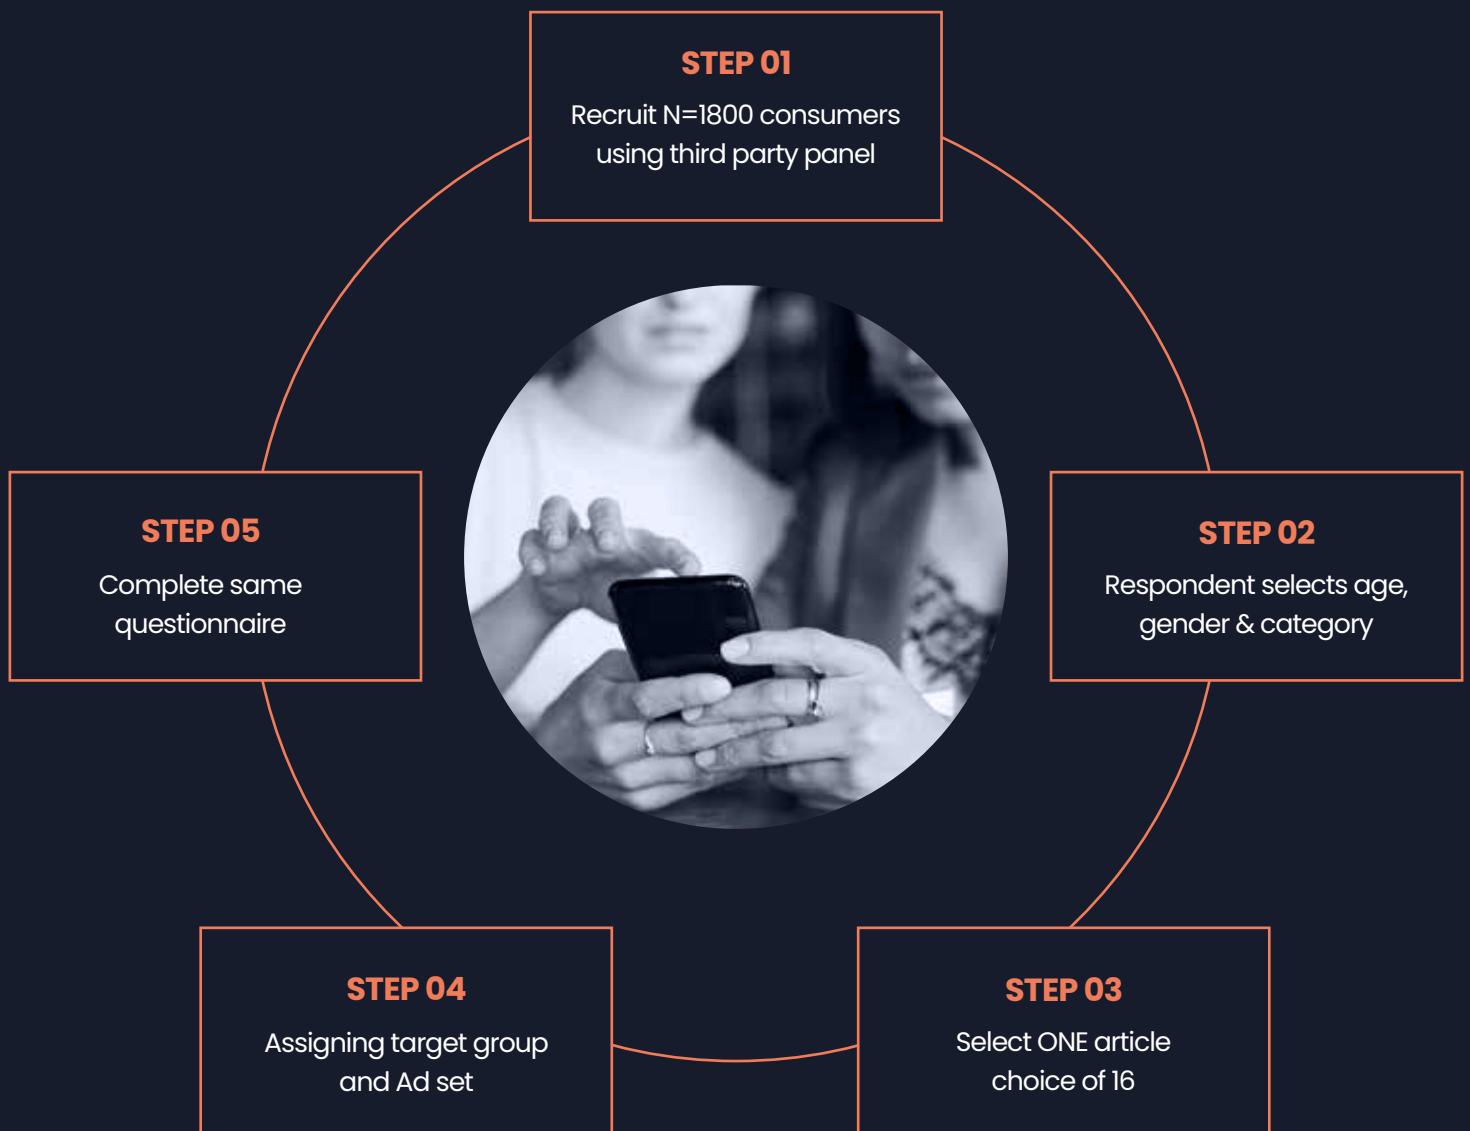 STEP 01
Recruit N=1800 consumers
using third party panel
STEP 02
Respondent selects age,
gender & category
STEP 03
Select ONE article
choice of 16
STEP 04
Assigning target group
and Ad set
STEP 05
Complete same
questionnaire